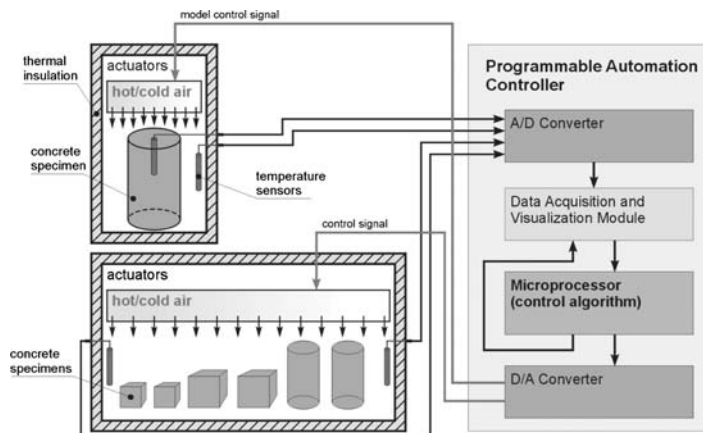 model control signal
thermal
insulation
actuators
hot/cold air
concrete
specimen
temperature
sensors
control signal
actuators
hot/cold air
concrete
specimens
Programmable Automation
Controller
A/D Converter
Data Acquisition and
Visualization Module
Microprocessor
(control algorithm)
D/A Converter